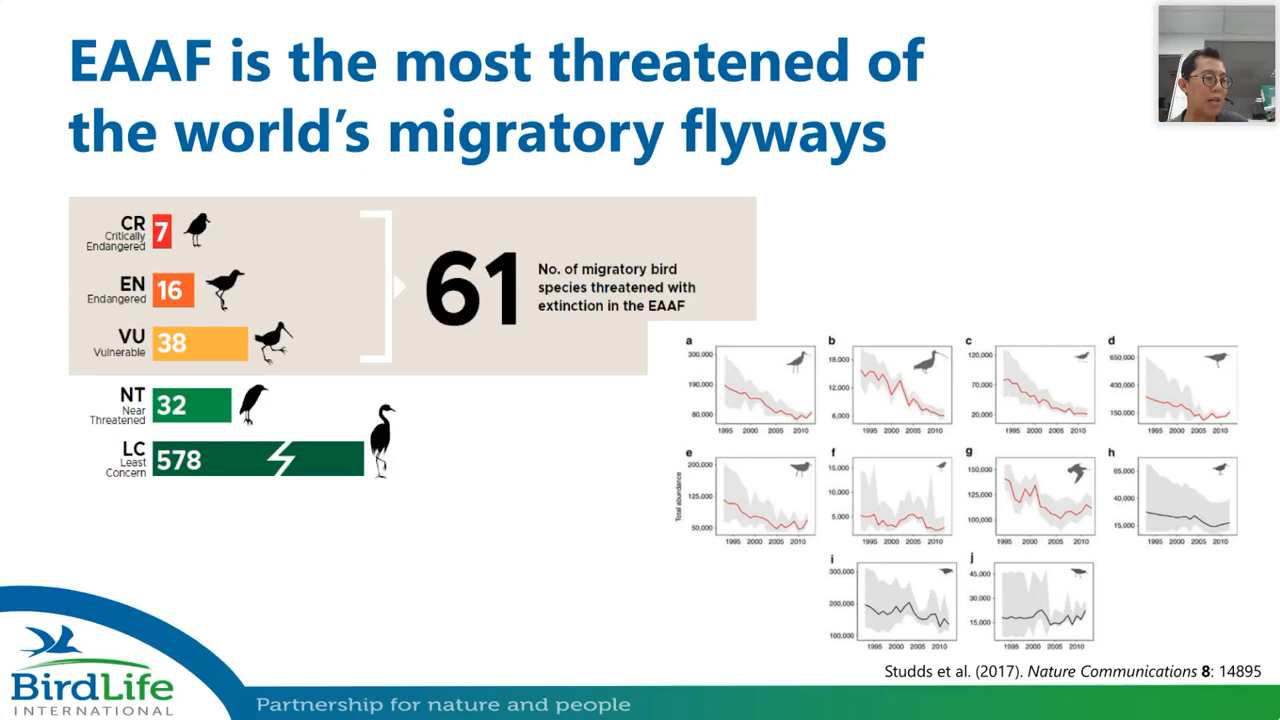 EAAF is the most threatened of
the world's migratory flyways
CR
Critically
Endangered
7
EN
Endangered
16
VU
Vulnerable
38
61
No. of migratory bird
species threatened with
extinction in the EAAF
NT
Near
Threatened
32
LC
Least
Concern
578
a
300,000
190,000
80,000
1995 2000 2005 2010
b
18,000
12,000
6,000
1995 2000 2005 2010
c
120,000
70,000
20,000
1995 2000 2005 2010
d
650,000
400,000
150,000
1995 2000 2005 2010
Total abundance
e
200,000
125,000
50,000
1995 2000 2005 2010
f
15,000
5,000
1995 2000 2005 2010
g
150,000
125,000
100,000
1995 2000 2005 2010
h
65,000
40,000
15,000
1995 2000 2005 2010
i
300,000
200,000
100,000
1995 2000 2005 2010
j
45,000
30,000
15,000
1995 2000 2005 2010
Studds et al. (2017). Nature Communications 8: 14895
BirdLife
INTERNATIONAL
Partnership for nature and people